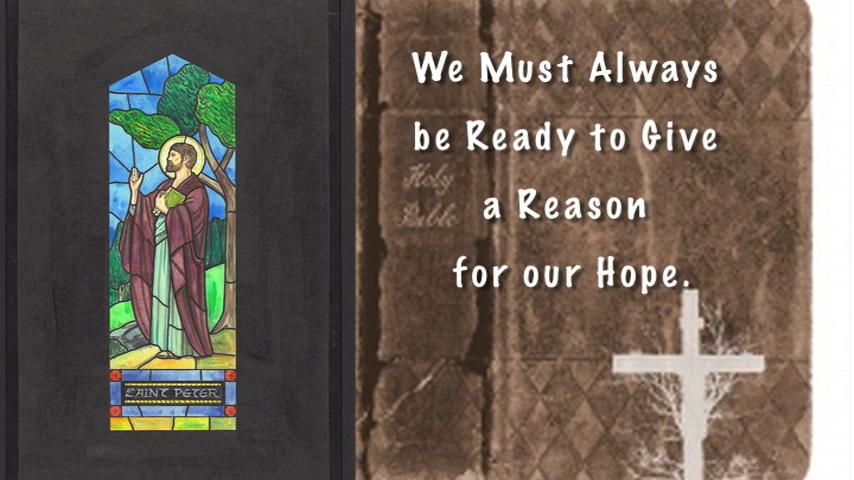 SAINT PETER
We Must Always
be Ready to Give
a Reason
for our Hope.
Holy
Bible